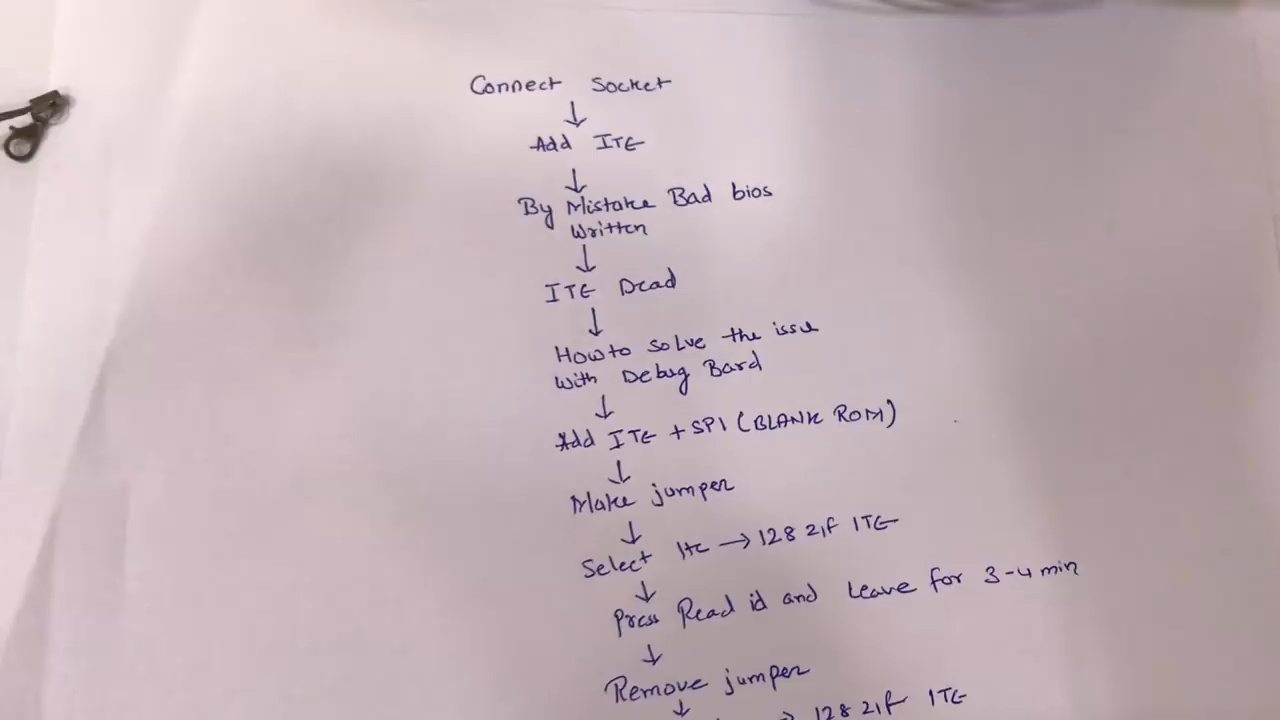 Connect Socket
↓
Add ITE
↓
By Mistake Bad bios
Written
↓
ITE Dead
↓
How to solve the issue
With Debug Bard
↓
Add ITE + SPI (BLANK ROM)
↓
Make jumper
↓
Select Ite → 128 zif ITE
↓
Press Read id and Leave for 3-4 min
↓
Remove jumper
↓
→ 128 zif ITE